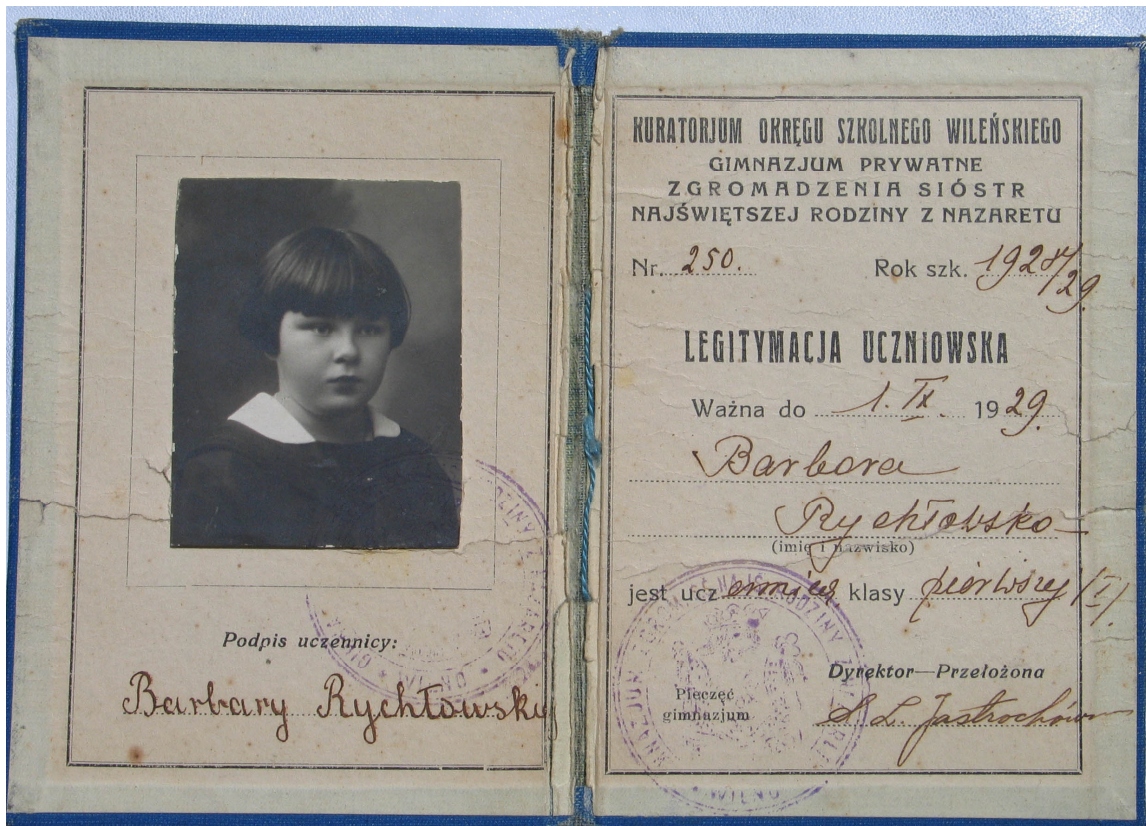 Podpis uczennicy:
Barbary Rychłowskiej
KURATORJUM OKRĘGU SZKOLNEGO WILEŃSKIEGO
GIMNAZJUM PRYWATNE
ZGROMADZENIA SIÓSTR
NAJŚWIĘTSZEJ RODZINY Z NAZARETU
Nr. 250. Rok szk. 1928/29
LEGITYMACJA UCZNIOWSKA
Ważna do 1. IX. 1929.
Barbara
Rychłowska
(imię i nazwisko)
jest uczennicą klasy pierwszej (I).
Dyrektor—Przełożona
Pieczęć
gimnazjum
WILNO